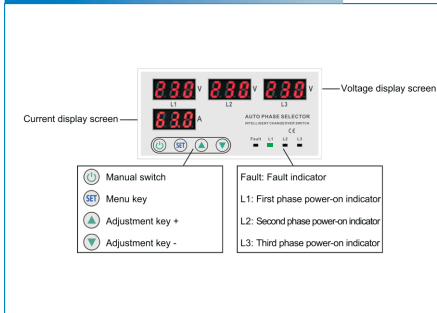 230 V 230 V 230 V
L1 L2 L3
Voltage display screen
Current display screen
63.0 A
AUTO PHASE SELECTOR
INTELLIGENT CHANGEOVER SWITCH
CE
Fault L1 L2 L3
SET
Manual switch
SET Menu key
Adjustment key +
Adjustment key -
Fault: Fault indicator
L1: First phase power-on indicator
L2: Second phase power-on indicator
L3: Third phase power-on indicator